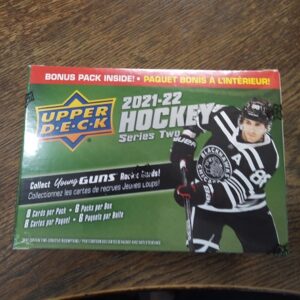 BONUS PACK INSIDE! • PAQUET BONIS À L'INTÉRIEUR!
UPPER
D·E·C·K
2021-22
HOCKEY
Series Two
Collect Young GUNS Rookie Cards!
Collectionnez les cartes de recrues Jeunes Loups!
8 Cards per Pack • 6 Packs per Box
8 Cartes par Paquet • 6 Paquets par Boîte
BLACKHAWKS
88